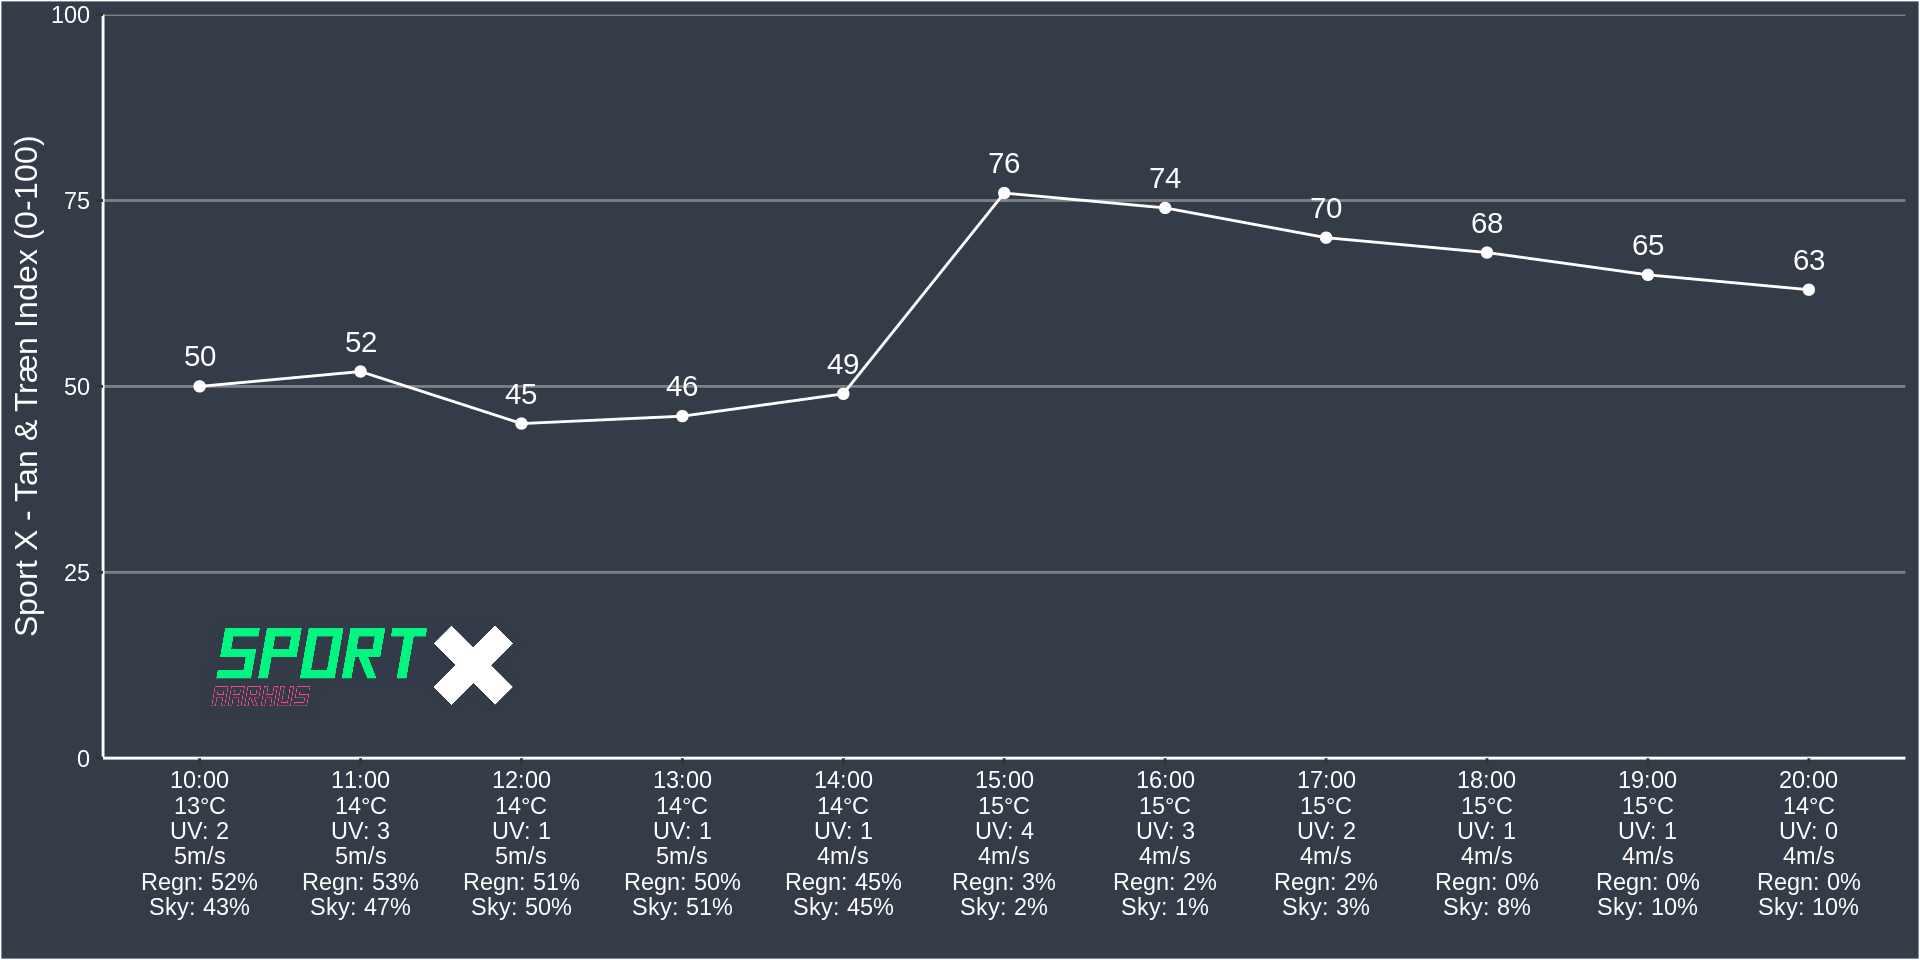 Sport X - Tan & Træn Index (0-100)
100
75
50
25
0
50
52
45
46
49
76
74
70
68
65
63
SPORT X
AARHUS
10:00 11:00 12:00 13:00 14:00 15:00 16:00 17:00 18:00 19:00 20:00
13°C 14°C 14°C 14°C 14°C 15°C 15°C 15°C 15°C 15°C 14°C
UV: 2 UV: 3 UV: 1 UV: 1 UV: 1 UV: 4 UV: 3 UV: 2 UV: 1 UV: 1 UV: 0
5m/s 5m/s 5m/s 5m/s 4m/s 4m/s 4m/s 4m/s 4m/s 4m/s 4m/s
Regn: 52% Regn: 53% Regn: 51% Regn: 50% Regn: 45% Regn: 3% Regn: 2% Regn: 2% Regn: 0% Regn: 0% Regn: 0%
Sky: 43% Sky: 47% Sky: 50% Sky: 51% Sky: 45% Sky: 2% Sky: 1% Sky: 3% Sky: 8% Sky: 10% Sky: 10%